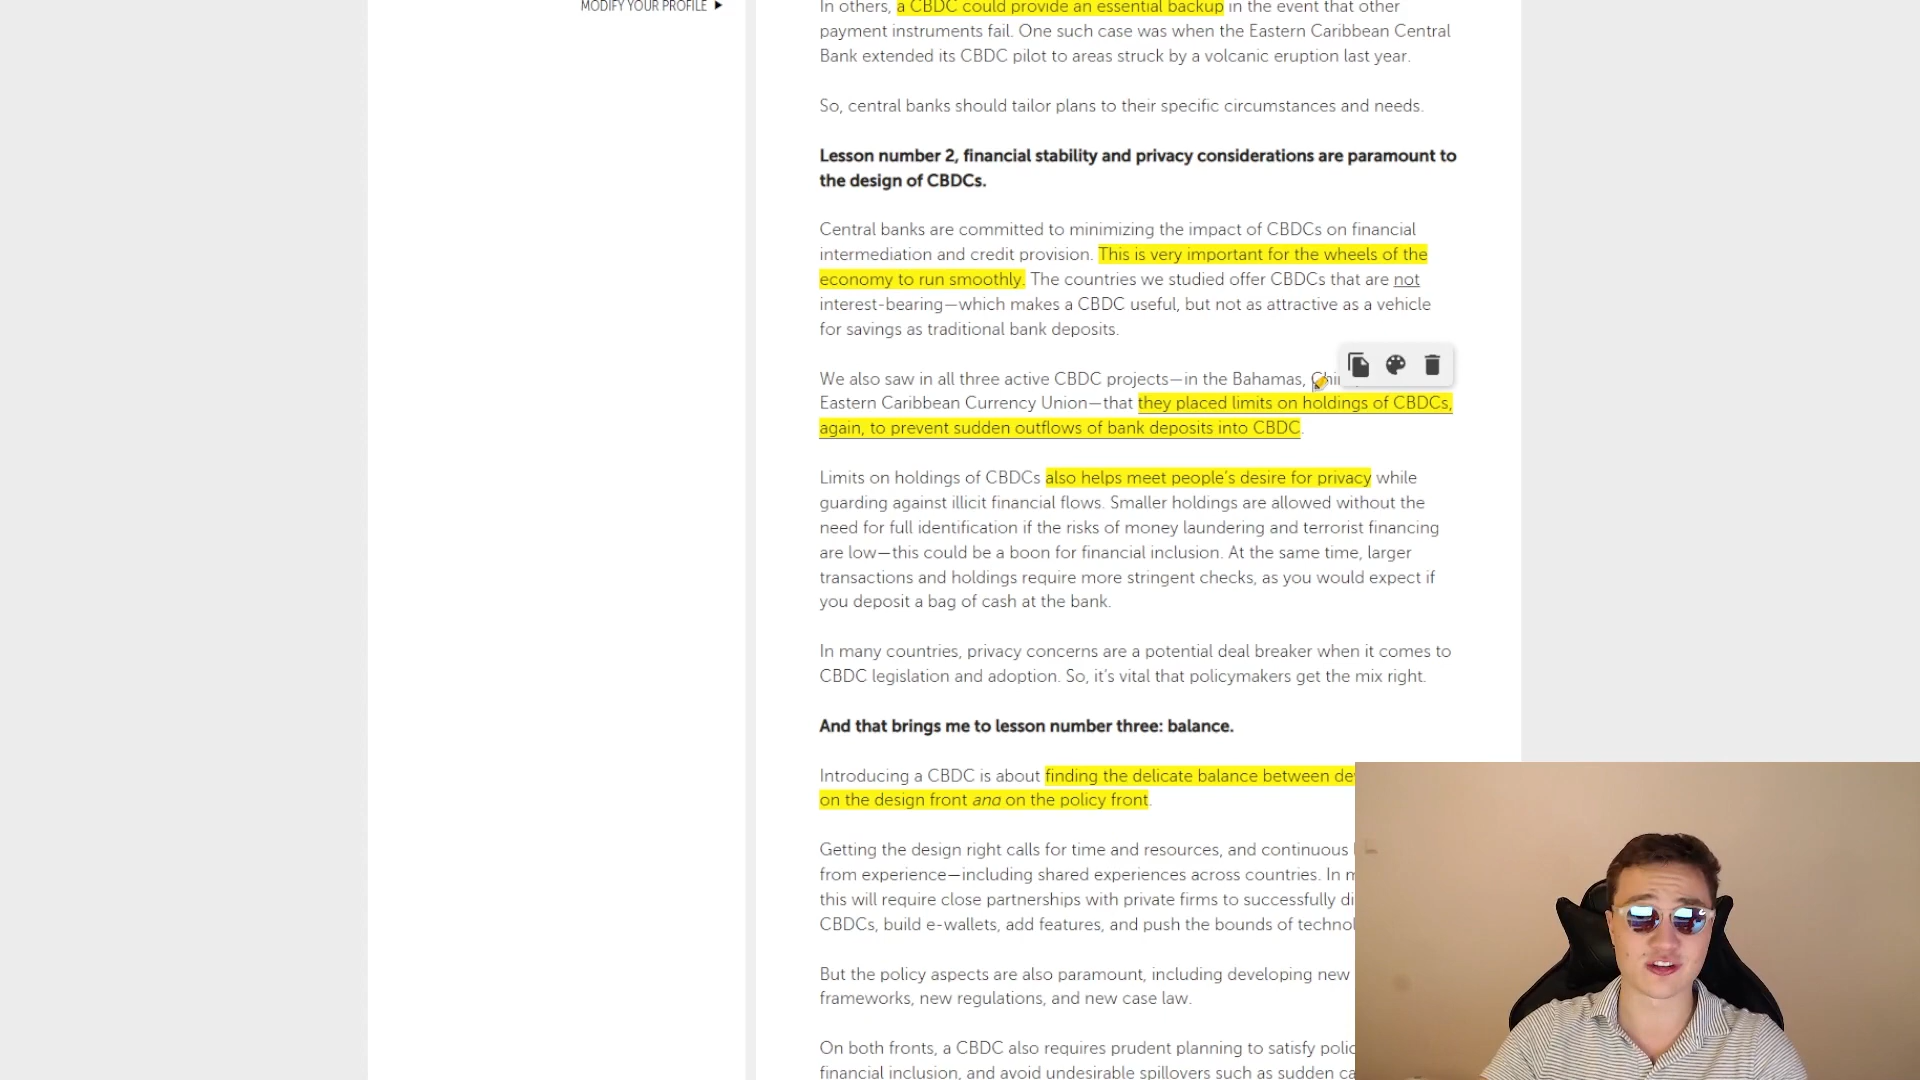 MODIFY YOUR PROFILE
In others, a CBDC could provide an essential backup in the event that other
payment instruments fail. One such case was when the Eastern Caribbean Central
Bank extended its CBDC pilot to areas struck by a volcanic eruption last year.
So, central banks should tailor plans to their specific circumstances and needs.
Lesson number 2, financial stability and privacy considerations are paramount to
the design of CBDCs.
Central banks are committed to minimizing the impact of CBDCs on financial
intermediation and credit provision. This is very important for the wheels of the
economy to run smoothly. The countries we studied offer CBDCs that are not
interest-bearing—which makes a CBDC useful, but not as attractive as a vehicle
for savings as traditional bank deposits.
We also saw in all three active CBDC projects—in the Bahamas,
Eastern Caribbean Currency Union—that they placed limits on holdings of CBDCs,
again, to prevent sudden outflows of bank deposits into CBDC.
Limits on holdings of CBDCs also helps meet people's desire for privacy while
guarding against illicit financial flows. Smaller holdings are allowed without the
need for full identification if the risks of money laundering and terrorist financing
are low—this could be a boon for financial inclusion. At the same time, larger
transactions and holdings require more stringent checks, as you would expect if
you deposit a bag of cash at the bank.
In many countries, privacy concerns are a potential deal breaker when it comes to
CBDC legislation and adoption. So, it's vital that policymakers get the mix right.
And that brings me to lesson number three: balance.
Introducing a CBDC is about finding the delicate balance between
on the design front and on the policy front.
Getting the design right calls for time and resources, and continuous
from experience—including shared experiences across countries. In
this will require close partnerships with private firms to successfully
CBDCs, build e-wallets, add features, and push the bounds of
But the policy aspects are also paramount, including developing new
frameworks, new regulations, and new case law.
On both fronts, a CBDC also requires prudent planning to satisfy
financial inclusion, and avoid undesirable spillovers such as sudden